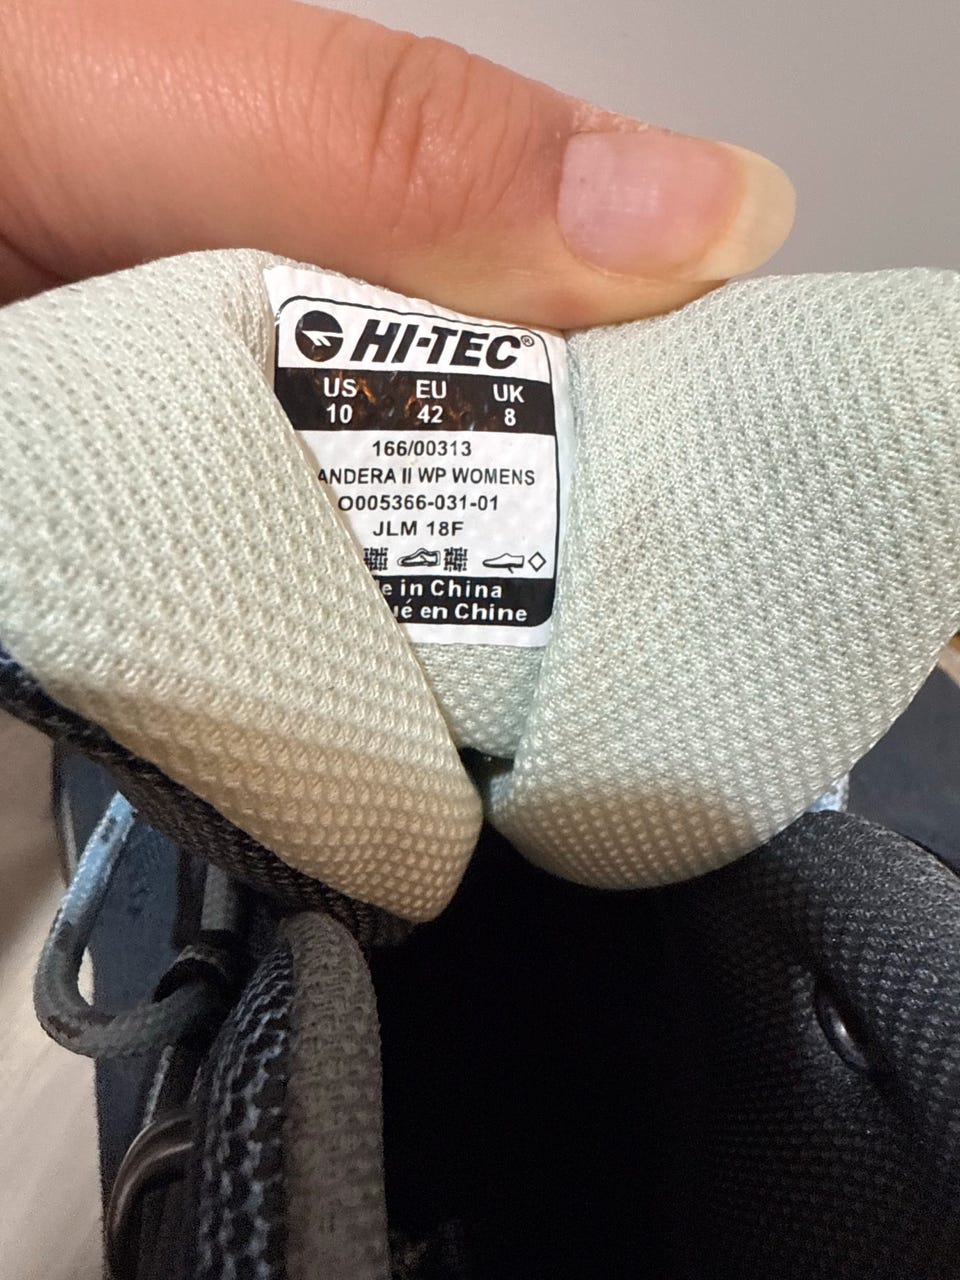 HI-TEC®
US EU UK
10 42 8
166/00313
ANDERA II WP WOMENS
O005366-031-01
JLM 18F
e in China
ué en Chine